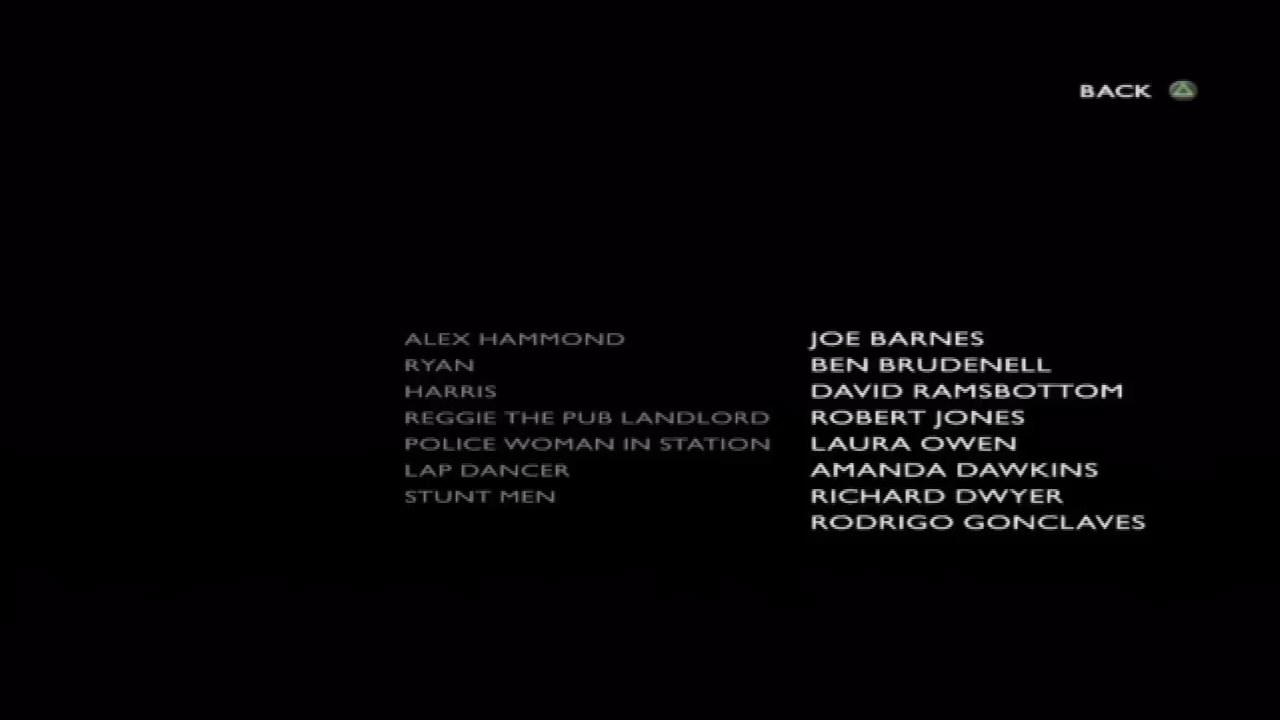 BACK
ALEX HAMMOND JOE BARNES
RYAN BEN BRUDENELL
HARRIS DAVID RAMSBOTTOM
REGGIE THE PUB LANDLORD ROBERT JONES
POLICE WOMAN IN STATION LAURA OWEN
LAP DANCER AMANDA DAWKINS
STUNT MEN RICHARD DWYER
RODRIGO GONCLAVES